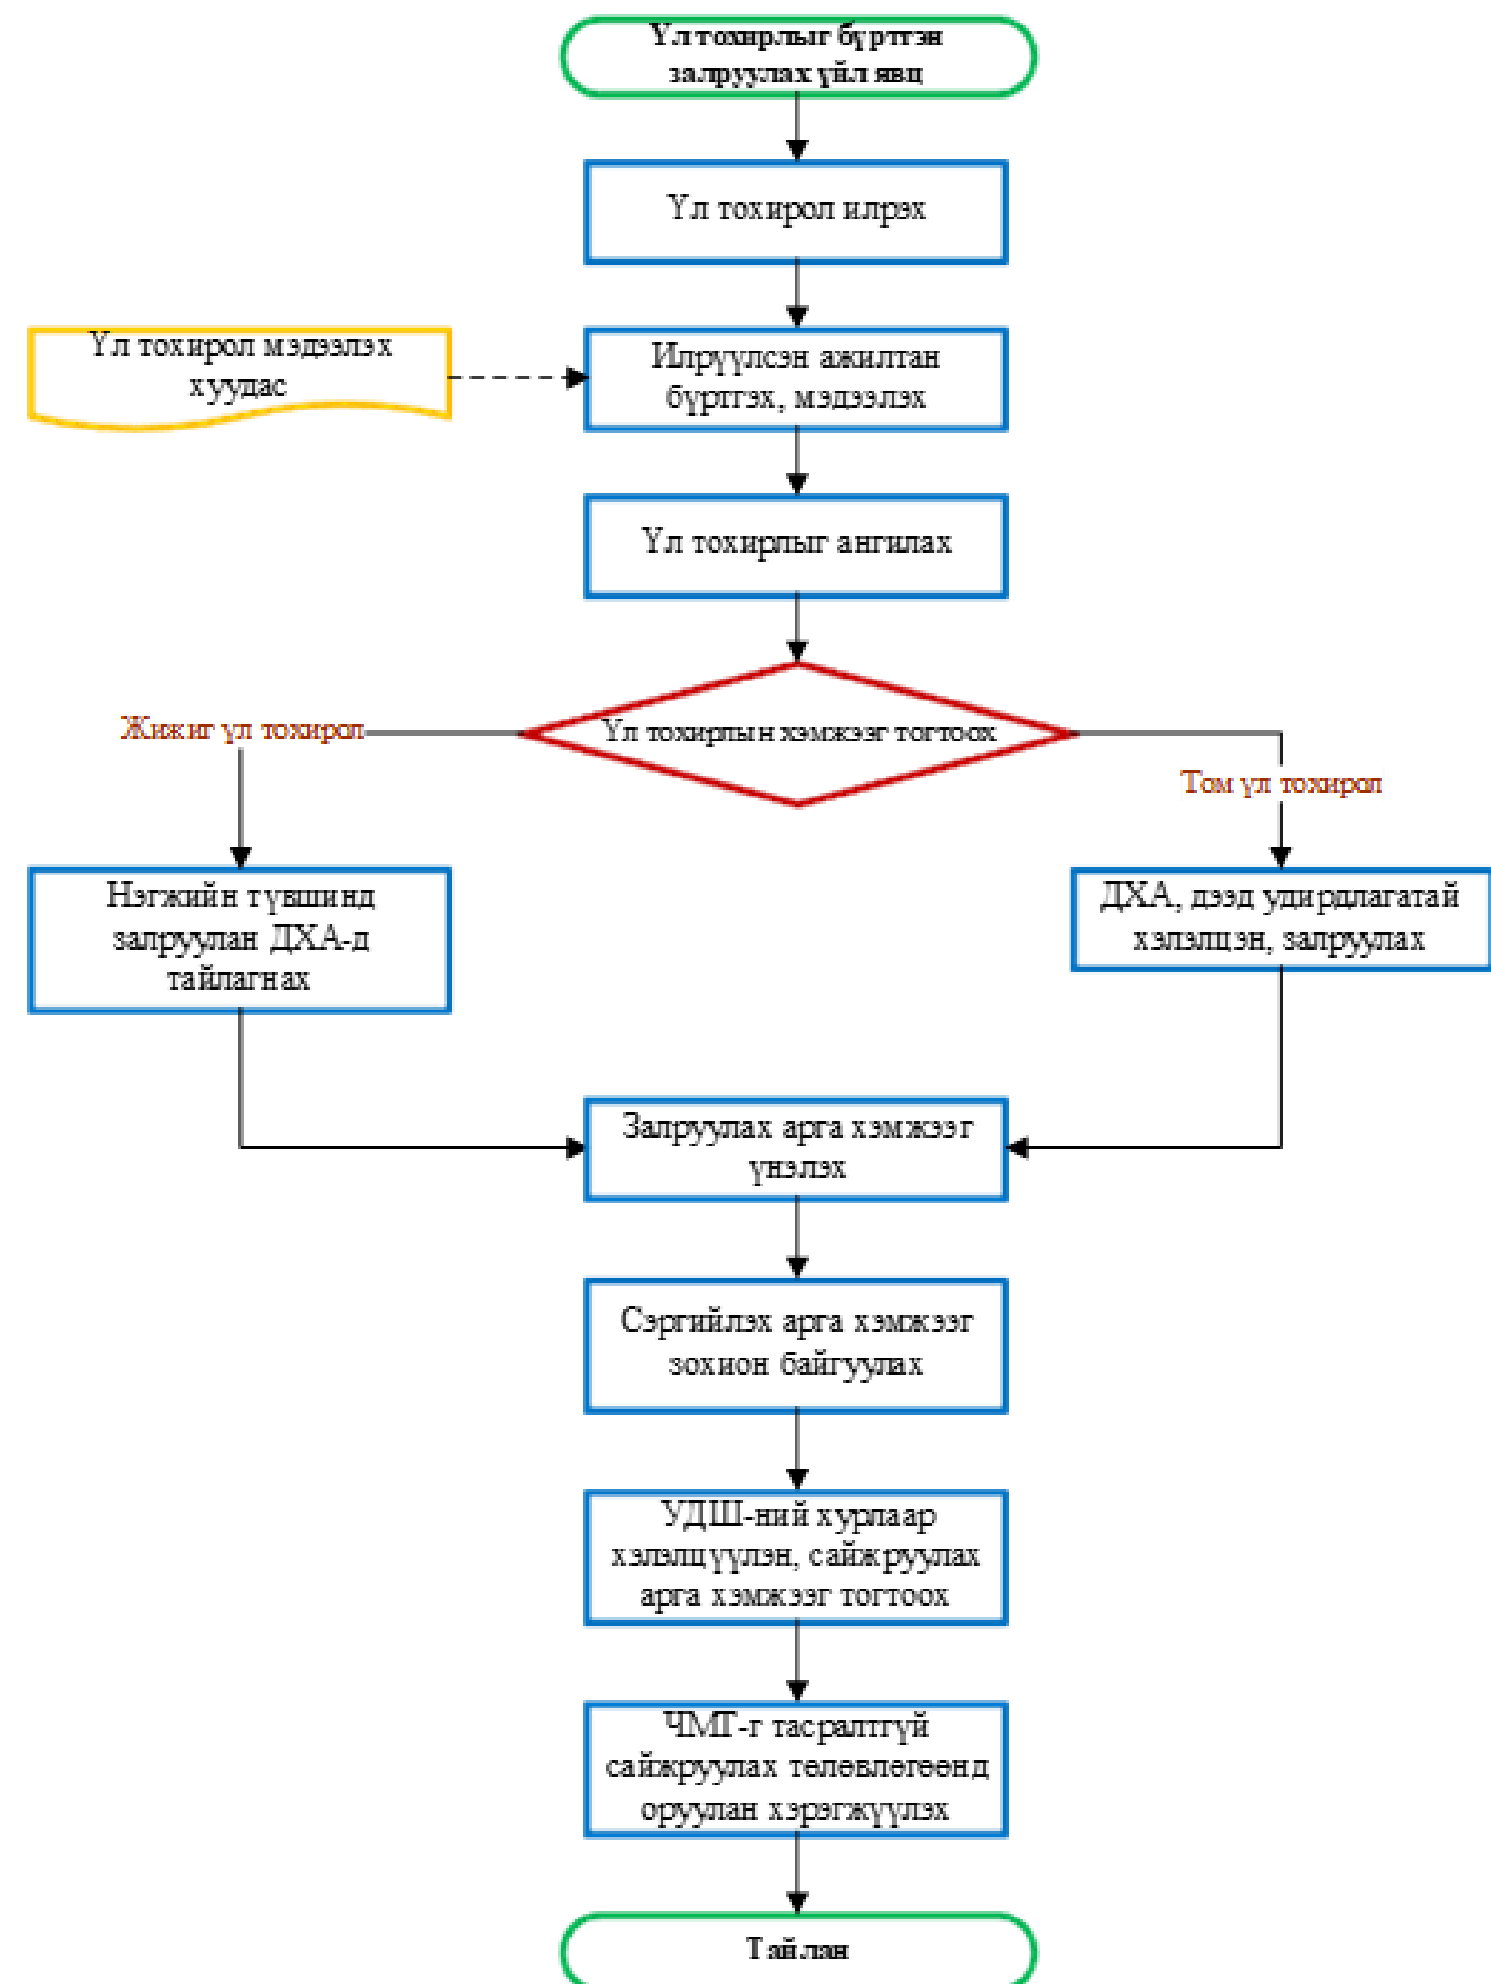 Үл тохирлыг бүртгэн
залруулах үйл явц
Үл тохирол илрэх
Үл тохирол мэдээлэх
хуудас
Илрүүлсэн ажилтан
бүртгэх, мэдээлэх
Үл тохирлыг ангилах
Үл тохирлын хэмжээг тогтоох
Жижиг үл тохирол
Том үл тохирол
Нэгжийн түвшинд
залруулан ДХА-д
тайлагнах
ДХА, дээд удирдлагатай
хэлэлцэн, залруулах
Залруулах арга хэмжээг
үнэлэх
Сэргийлэх арга хэмжээг
зохион байгуулах
УДШ-ний хурлаар
хэлэлцүүлэн, сайжруулах
арга хэмжээг тогтоох
ЧМТ-г тасралтгүй
сайжруулах төлөвлөгөөнд
оруулан хэрэгжүүлэх
Тайлан